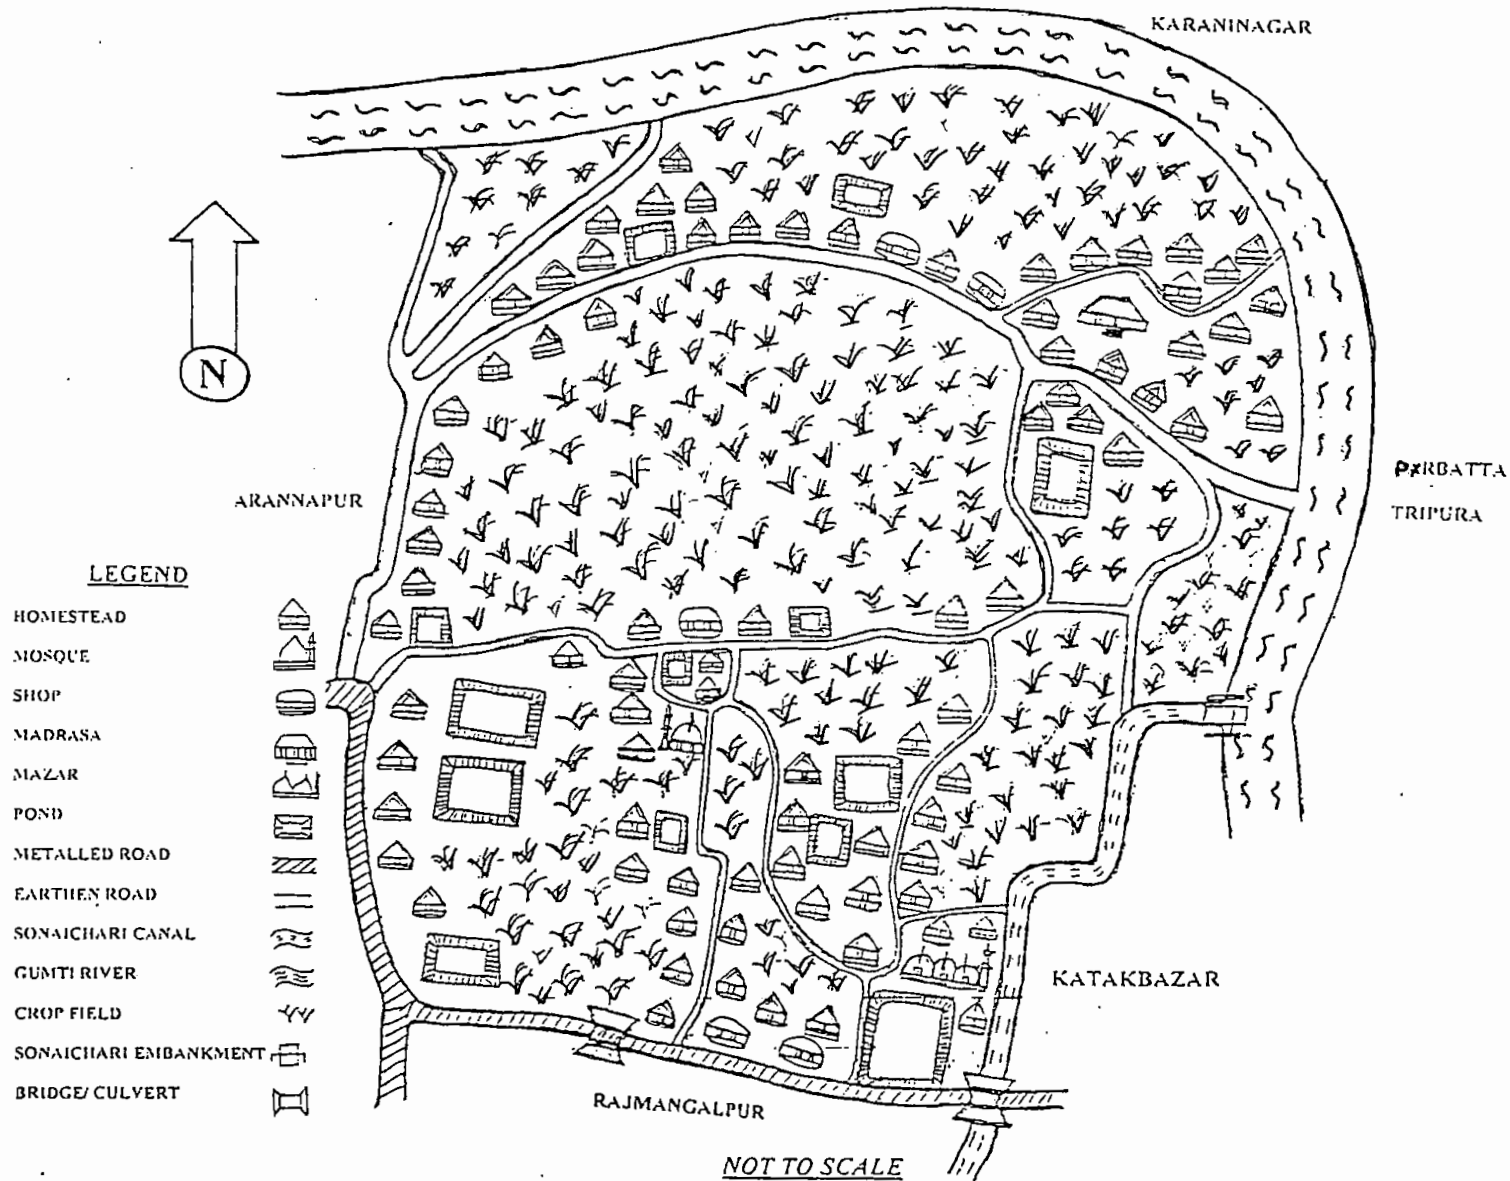 KARANINAGAR
N
ARANNAPUR
PARBATTA
TRIPURA
LEGEND
HOMESTEAD
MOSQUE
SHOP
MADRASA
MAZAR
POND
METALLED ROAD
EARTHEN ROAD
SONAICHARI CANAL
GUMTI RIVER
CROP FIELD
SONAICHARI EMBANKMENT
BRIDGE/ CULVERT
KATAKBAZAR
RAJMANGALPUR
NOT TO SCALE